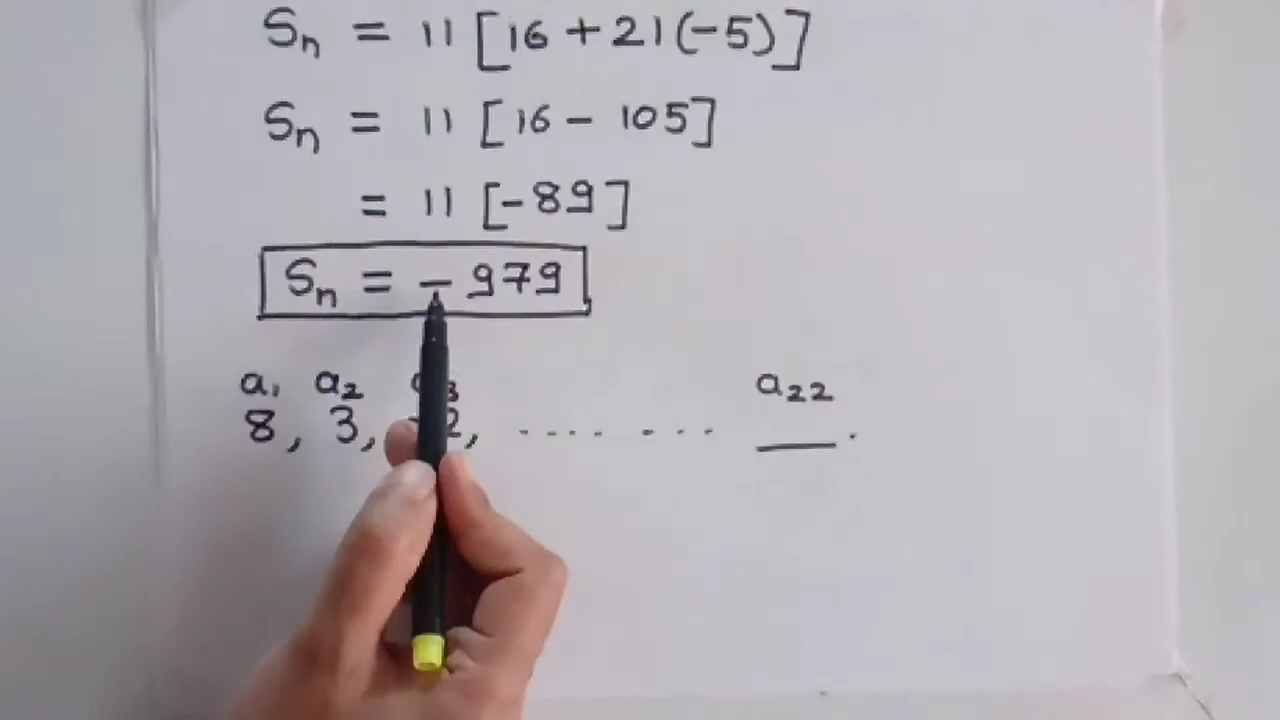 Sn = 11 [16 + 21(-5)]
Sn = 11 [16 - 105]
= 11 [-89]
Sn = - 979
a1 a2 a22
8, 3, ....... ___.